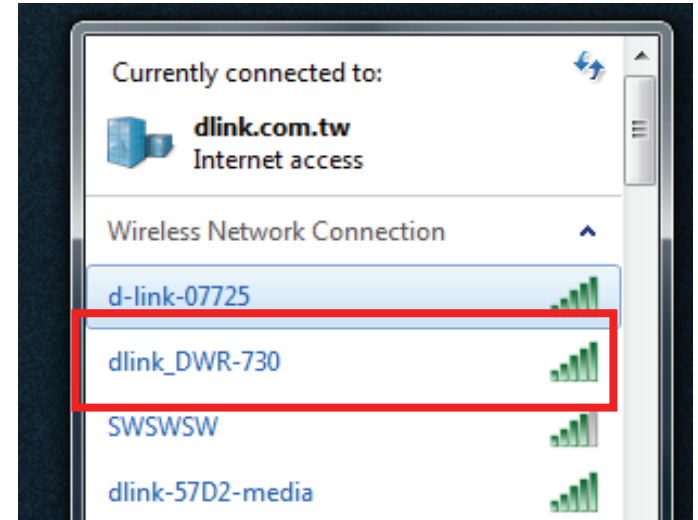 Currently connected to:
dlink.com.tw
Internet access
Wireless Network Connection
d-link-07725
dlink_DWR-730
SWSWSW
dlink-57D2-media